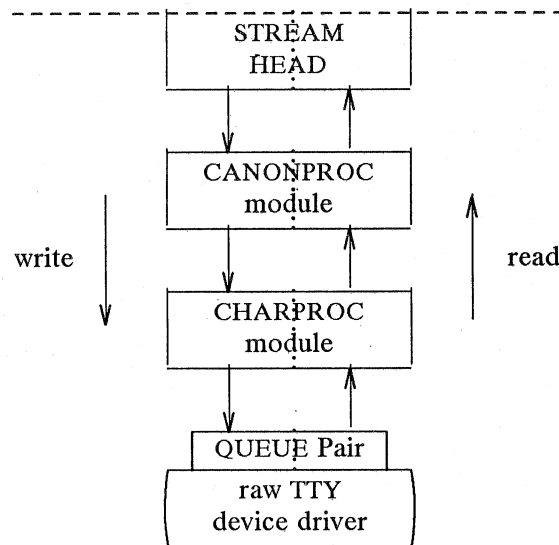 STREAM
HEAD
CANONPROC
module
write
read
CHARPROC
module
QUEUE Pair
raw TTY
device driver